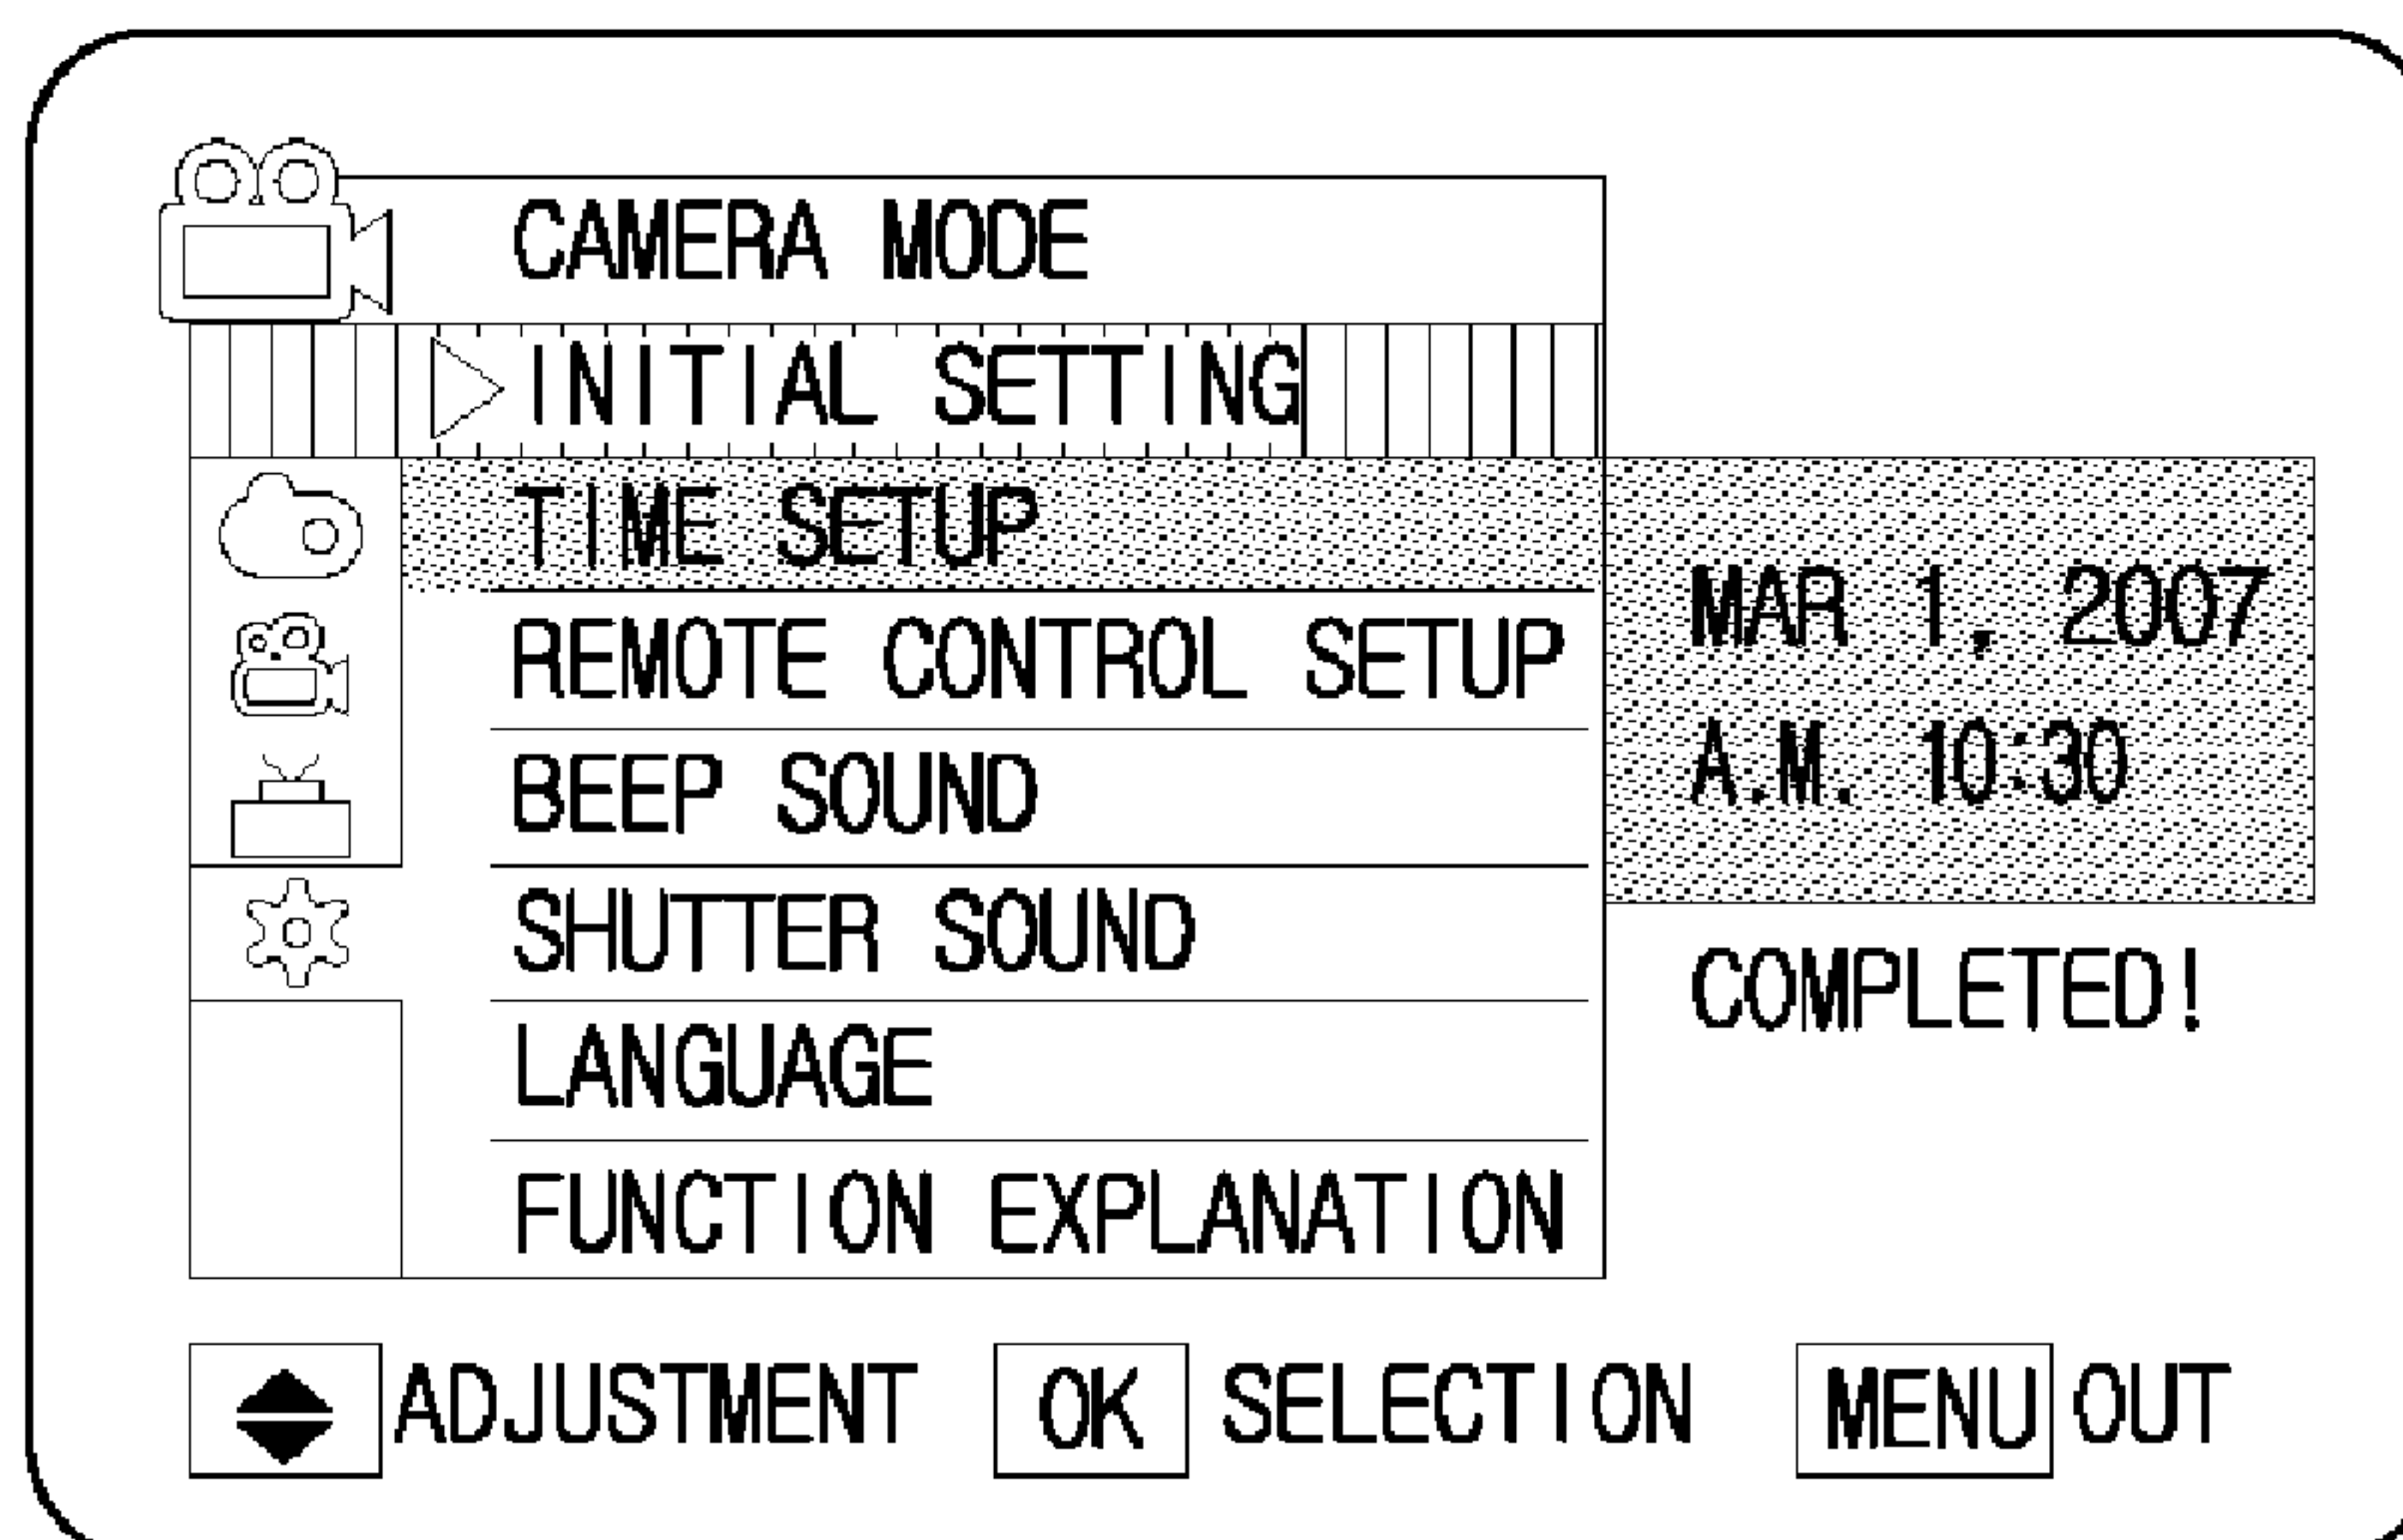 CAMERA MODE
INITIAL SETTING
TIME SETUP
REMOTE CONTROL SETUP
BEEP SOUND
SHUTTER SOUND
LANGUAGE
FUNCTION EXPLANATION
MAR 1, 2007
A.M. 10:30
COMPLETED!
ADJUSTMENT OK SELECTION MENU OUT